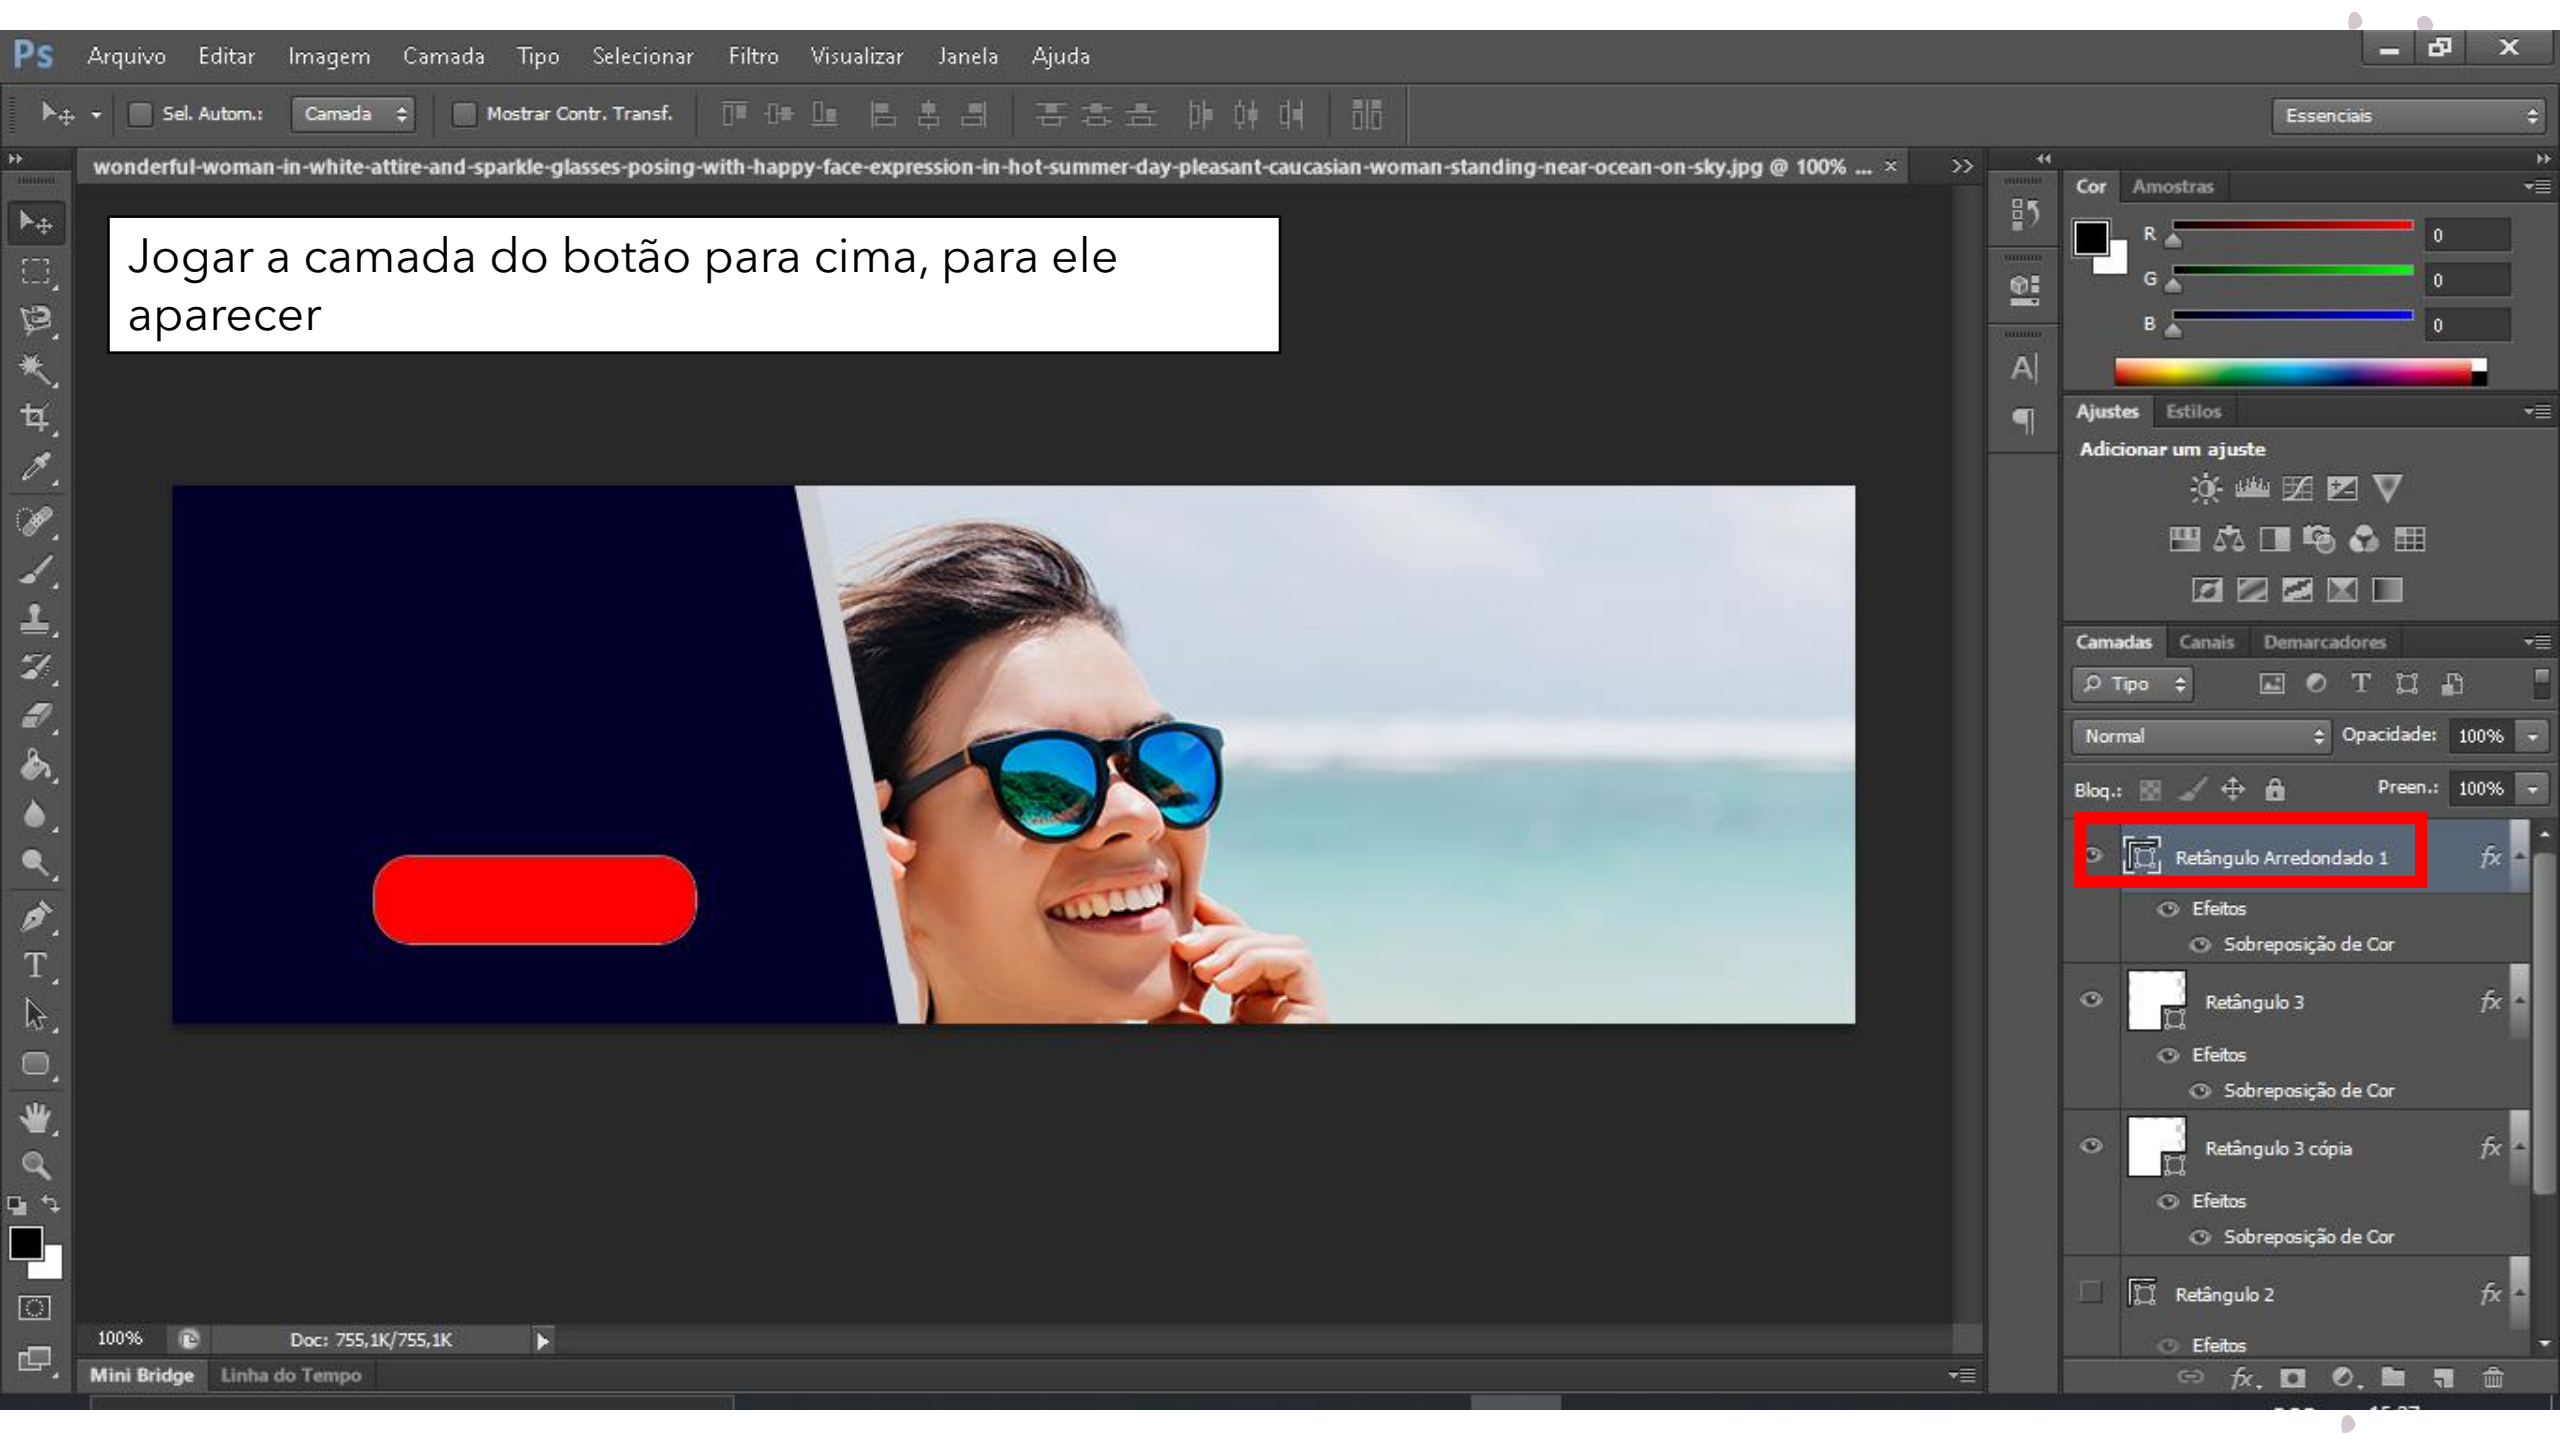 Ps Arquivo Editar Imagem Camada Tipo Selecionar Filtro Visualizar Janela Ajuda
Sel. Autom.: Camada Mostrar Contr. Transf. Essenciais
wonderful-woman-in-white-attire-and-sparkle-glasses-posing-with-happy-face-expression-in-hot-summer-day-pleasant-caucasian-woman-standing-near-ocean-on-sky.jpg @ 100% ... ×
Jogar a camada do botão para cima, para ele
aparecer
Cor Amostras
R 0
G 0
B 0
Ajustes Estilos
Adicionar um ajuste
Camadas Canais Demarcadores
Tipo
Normal Opacidade: 100%
Bloq.: Preen.: 100%
Retângulo Arredondado 1 fx
Efeitos
Sobreposição de Cor
Retângulo 3 fx
Efeitos
Sobreposição de Cor
Retângulo 3 cópia fx
Efeitos
Sobreposição de Cor
Retângulo 2 fx
Efeitos
100% Doc: 755,1K/755,1K
Mini Bridge Linha do Tempo